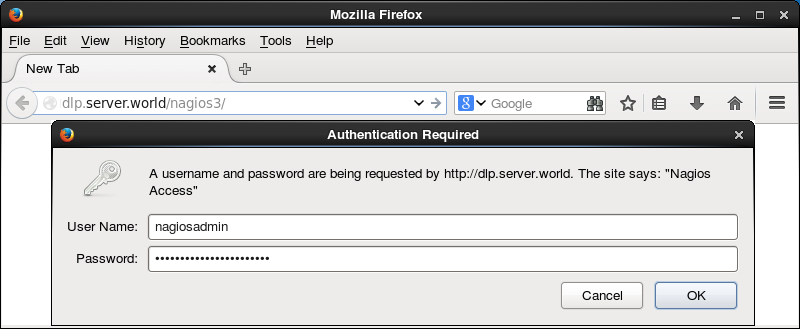 Mozilla Firefox
File Edit View History Bookmarks Tools Help
New Tab
dlp.server.world/nagios3/ Google
Authentication Required
A username and password are being requested by http://dlp.server.world. The site says: "Nagios
Access"
User Name: nagiosadmin
Password: •••••••••••••••••••••••
Cancel OK